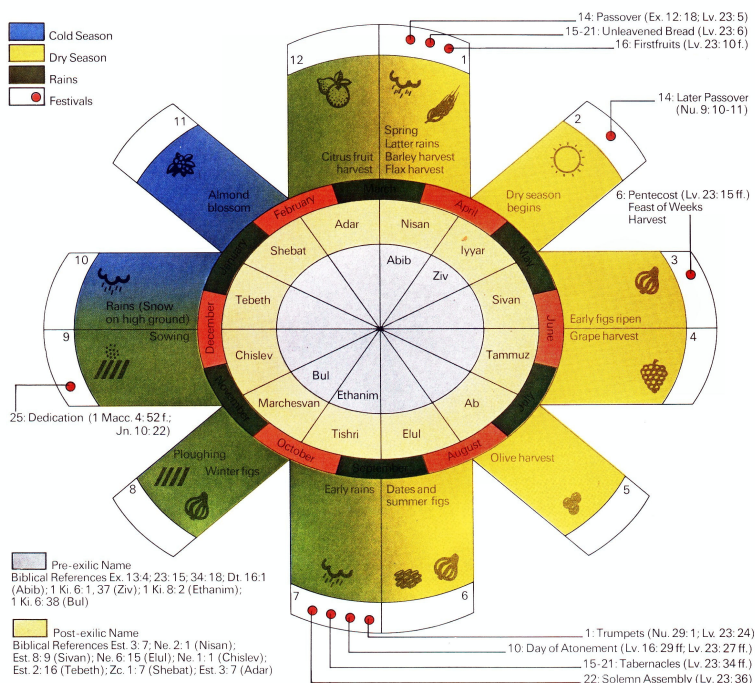 Cold Season
Dry Season
Rains
Festivals
14: Passover (Ex. 12:18; Lv. 23:5)
15-21: Unleavened Bread (Lv. 23:6)
16: Firstfruits (Lv. 23:10 f.)
14: Later Passover
(Nu. 9:10-11)
6: Pentecost (Lv. 23:15 ff.)
Feast of Weeks
Harvest
12
1
Citrus fruit
harvest
Spring
Latter rains
Barley harvest
Flax harvest
11
Almond
blossom
2
Dry season
begins
10
Rains (Snow
on high ground)
9
Sowing
3
Early figs ripen
4
Grape harvest
25: Dedication (1 Macc. 4:52 f.;
Jn. 10:22)
8
Ploughing
Winter figs
5
Olive harvest
7
Early rains
6
Dates and
summer figs
March
April
May
June
July
August
September
October
November
December
January
February
Adar
Nisan
Iyyar
Sivan
Tammuz
Ab
Elul
Tishri
Marchesvan
Chislev
Tebeth
Shebat
Abib
Ziv
Bul
Ethanim
Pre-exilic Name
Biblical References Ex. 13:4; 23:15; 34:18; Dt. 16:1
(Abib); 1 Ki. 6:1, 37 (Ziv); 1 Ki. 8:2 (Ethanim);
1 Ki. 6:38 (Bul)
Post-exilic Name
Biblical References Est. 3:7; Ne. 2:1 (Nisan);
Est. 8:9 (Sivan); Ne. 6:15 (Elul); Ne. 1:1 (Chislev);
Est. 2:16 (Tebeth); Zc. 1:7 (Shebat); Est. 3:7 (Adar)
1: Trumpets (Nu. 29:1; Lv. 23:24)
10: Day of Atonement (Lv. 16:29 ff; Lv. 23:27 ff.)
15-21: Tabernacles (Lv. 23:34 ff)
22: Solemn Assembly (Lv. 23:36)